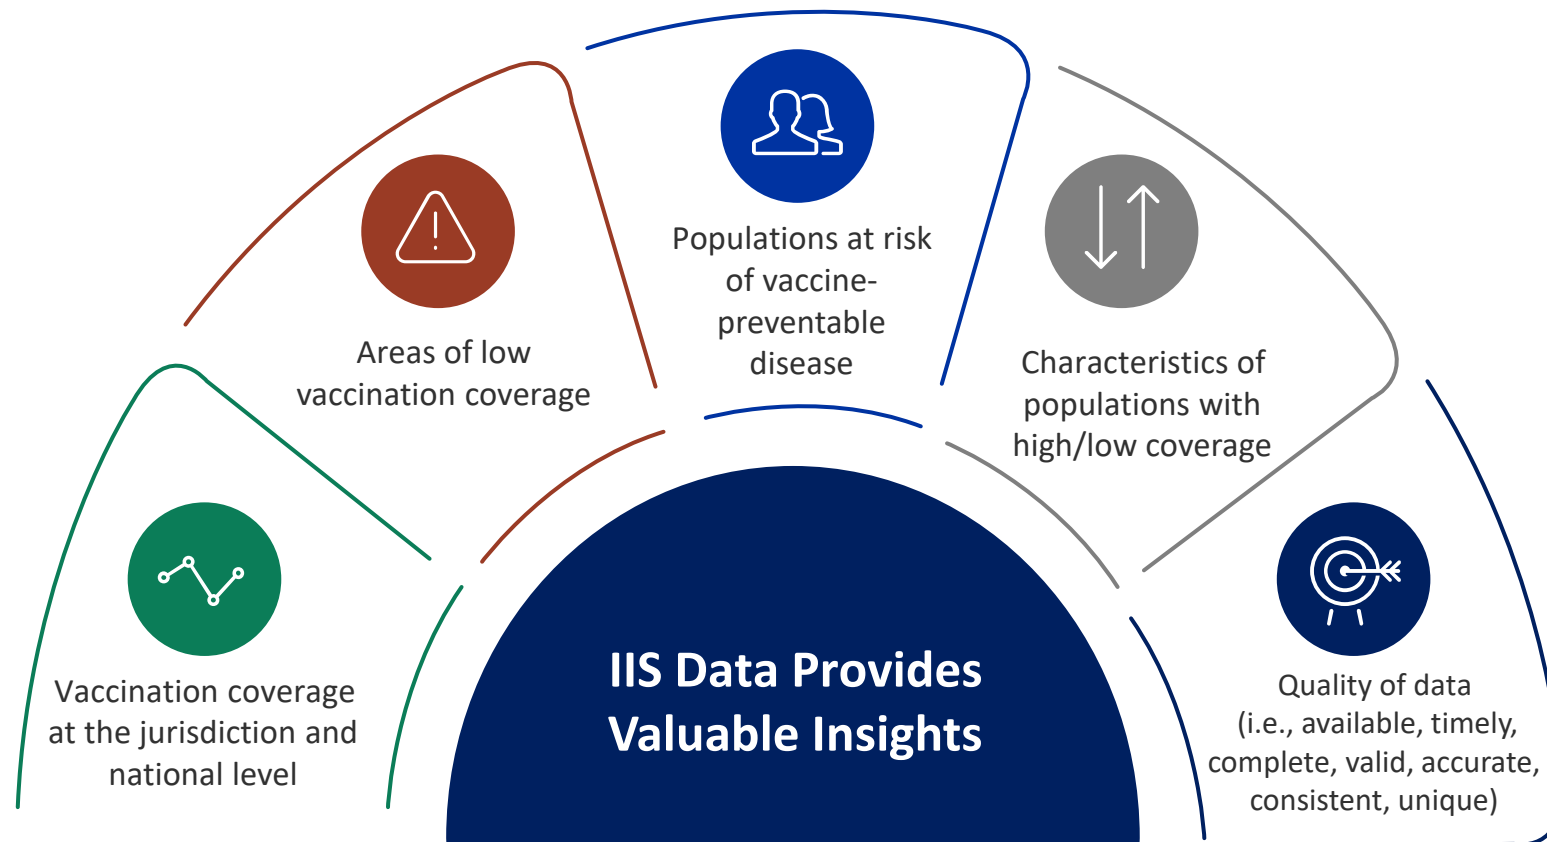 Populations at risk
of vaccine-
preventable
disease
Areas of low
vaccination coverage
Characteristics of
populations with
high/low coverage
Vaccination coverage
at the jurisdiction and
national level
IIS Data Provides
Valuable Insights
Quality of data
(i.e., available, timely,
complete, valid, accurate,
consistent, unique)